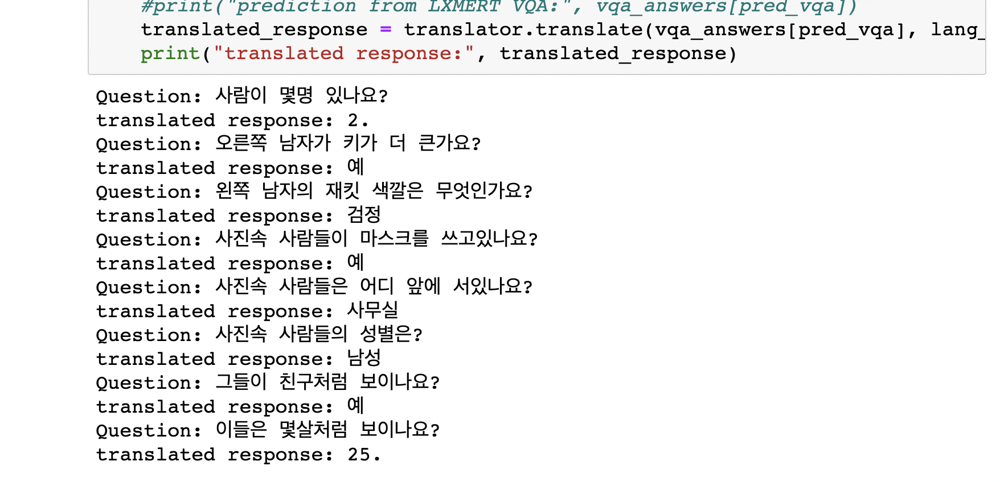 #print("prediction from LXMERT VQA:", vqa_answers[pred_vqa])
translated_response = translator.translate(vqa_answers[pred_vqa], lang_
print("translated response:", translated_response)
Question: 사람이 몇명 있나요?
translated response: 2.
Question: 오른쪽 남자가 키가 더 큰가요?
translated response: 예
Question: 왼쪽 남자의 재킷 색깔은 무엇인가요?
translated response: 검정
Question: 사진속 사람들이 마스크를 쓰고있나요?
translated response: 예
Question: 사진속 사람들은 어디 앞에 서있나요?
translated response: 사무실
Question: 사진속 사람들의 성별은?
translated response: 남성
Question: 그들이 친구처럼 보이나요?
translated response: 예
Question: 이들은 몇살처럼 보이나요?
translated response: 25.